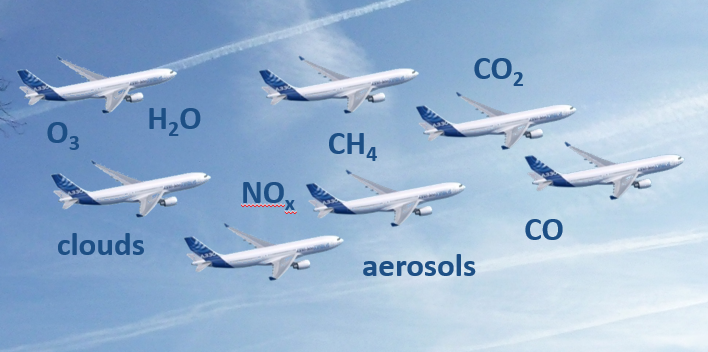 CO₂
O₃
H₂O
CH₄
NOₓ
CO
clouds
aerosols